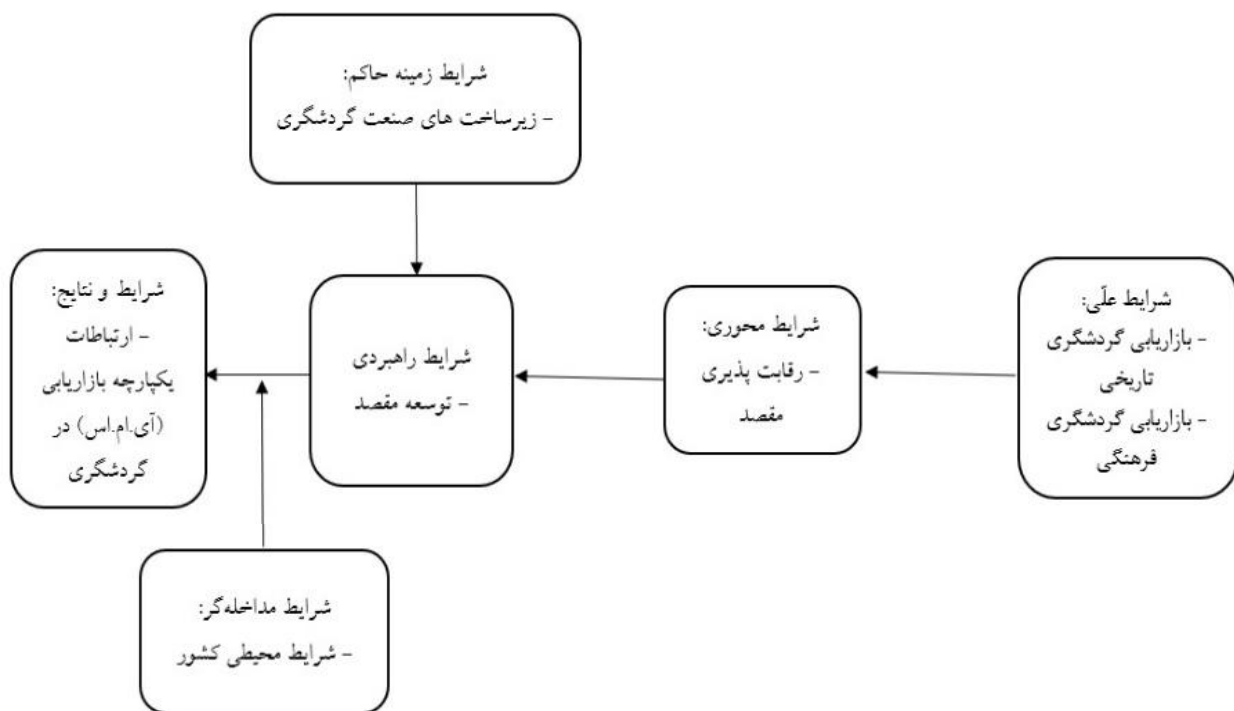 شرایط زمینه حاکم:
- زیرساخت های صنعت گردشگری
شرایط علّی:
- بازاریابی گردشگری
تاریخی
- بازاریابی گردشگری
فرهنگی
شرایط محوری:
- رقابت پذیری
مقصد
شرایط راهبردی
- توسعه مقصد
شرایط و نتایج:
- ارتباطات
یکپارچه بازاریابی
(آی.ام.اس) در
گردشگری
شرایط مداخله‌گر:
- شرایط محیطی کشور